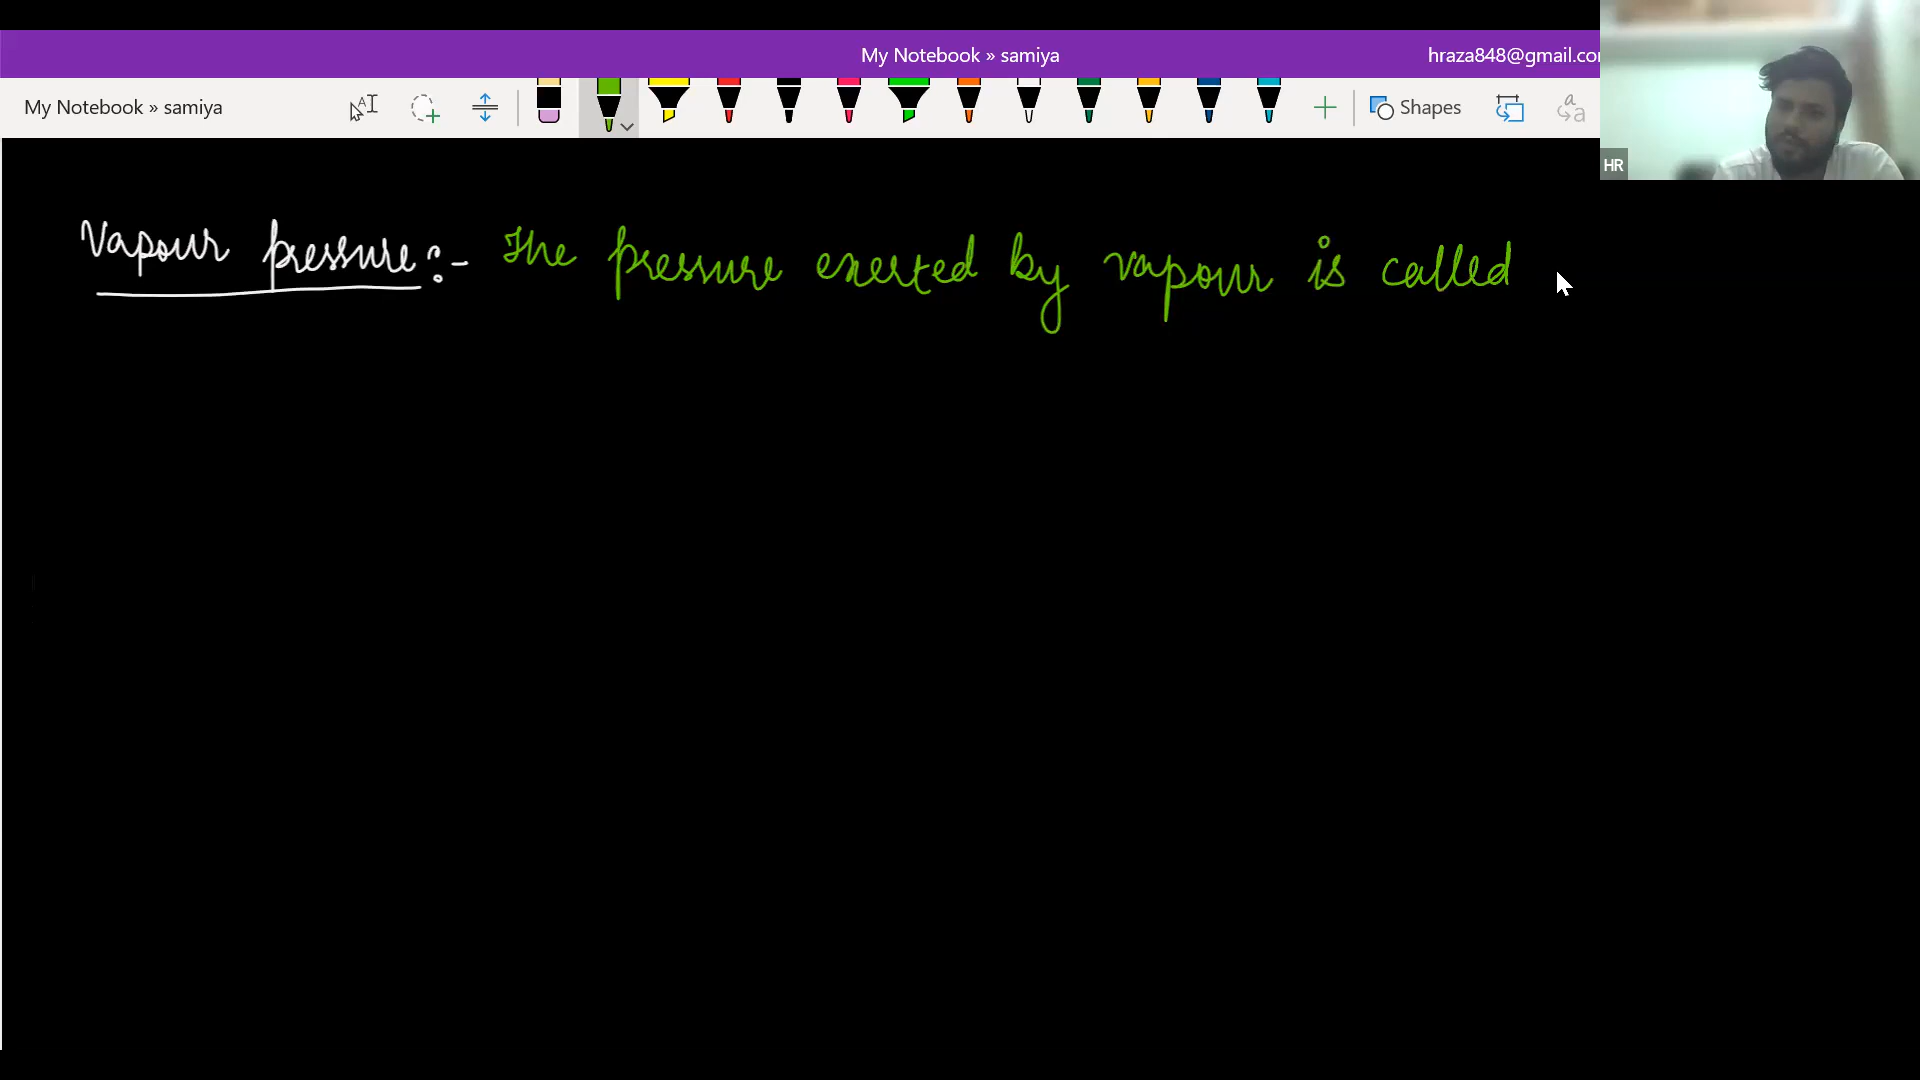 My Notebook » samiya
hraza848@gmail.co
My Notebook » samiya
Shapes
HR
Vapour pressure :- The pressure exerted by vapour is called